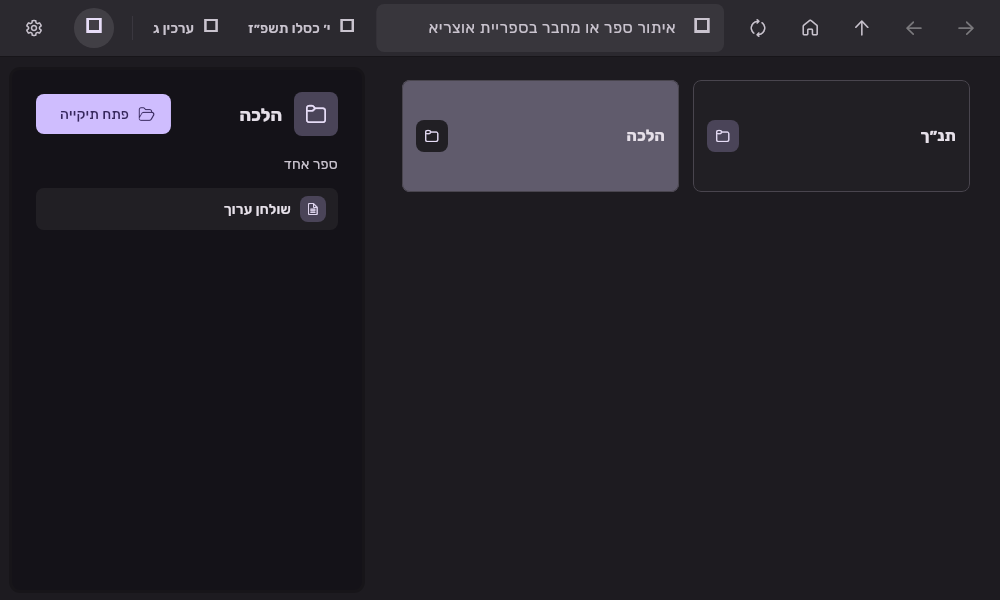 איתור ספר או מחבר בספריית אוצריא
י׳ כסלו תשפ״ז
ערכין ג
תנ״ך
הלכה
הלכה
פתח תיקייה
ספר אחד
שולחן ערוך